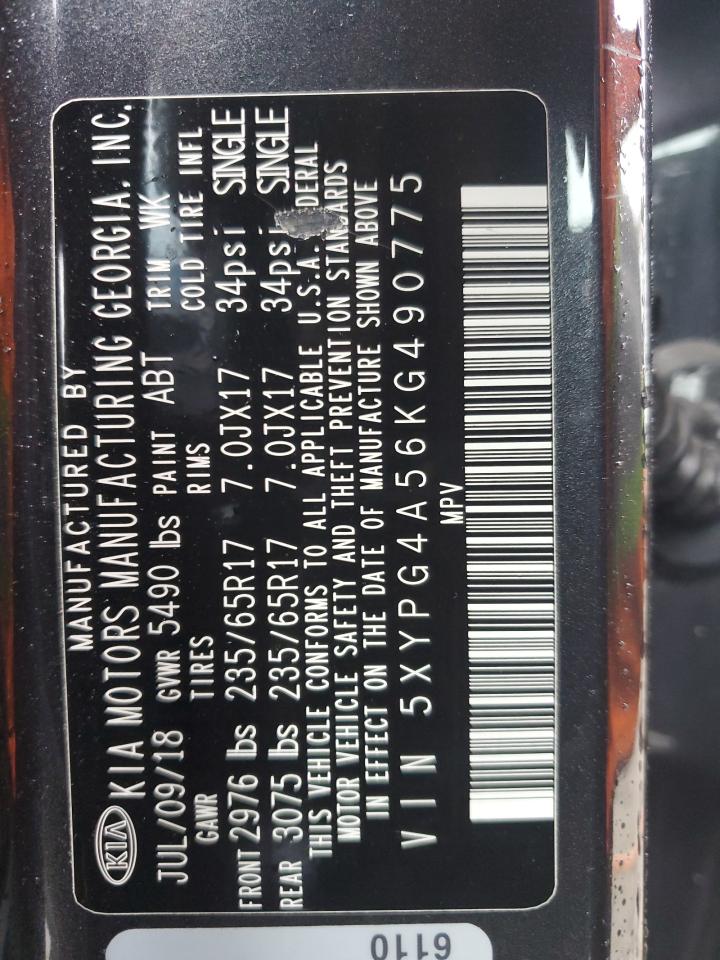 MANUFACTURED BY
KIA KIA MOTORS MANUFACTURING GEORGIA, INC.
JUL/09/18 GVWR 5490 lbs PAINT ABT TRIM WK
GAWR TIRES RIMS COLD TIRE INFL
FRONT 2976 lbs 235/65R17 7.0JX17 34psi SINGLE
REAR 3075 lbs 235/65R17 7.0JX17 34psi SINGLE
THIS VEHICLE CONFORMS TO ALL APPLICABLE U.S.A. DERAL
MOTOR VEHICLE SAFETY AND THEFT PREVENTION STANDARDS
IN EFFECT ON THE DATE OF MANUFACTURE SHOWN ABOVE
VIN 5XYPG4A56KG490775
MPV
6110